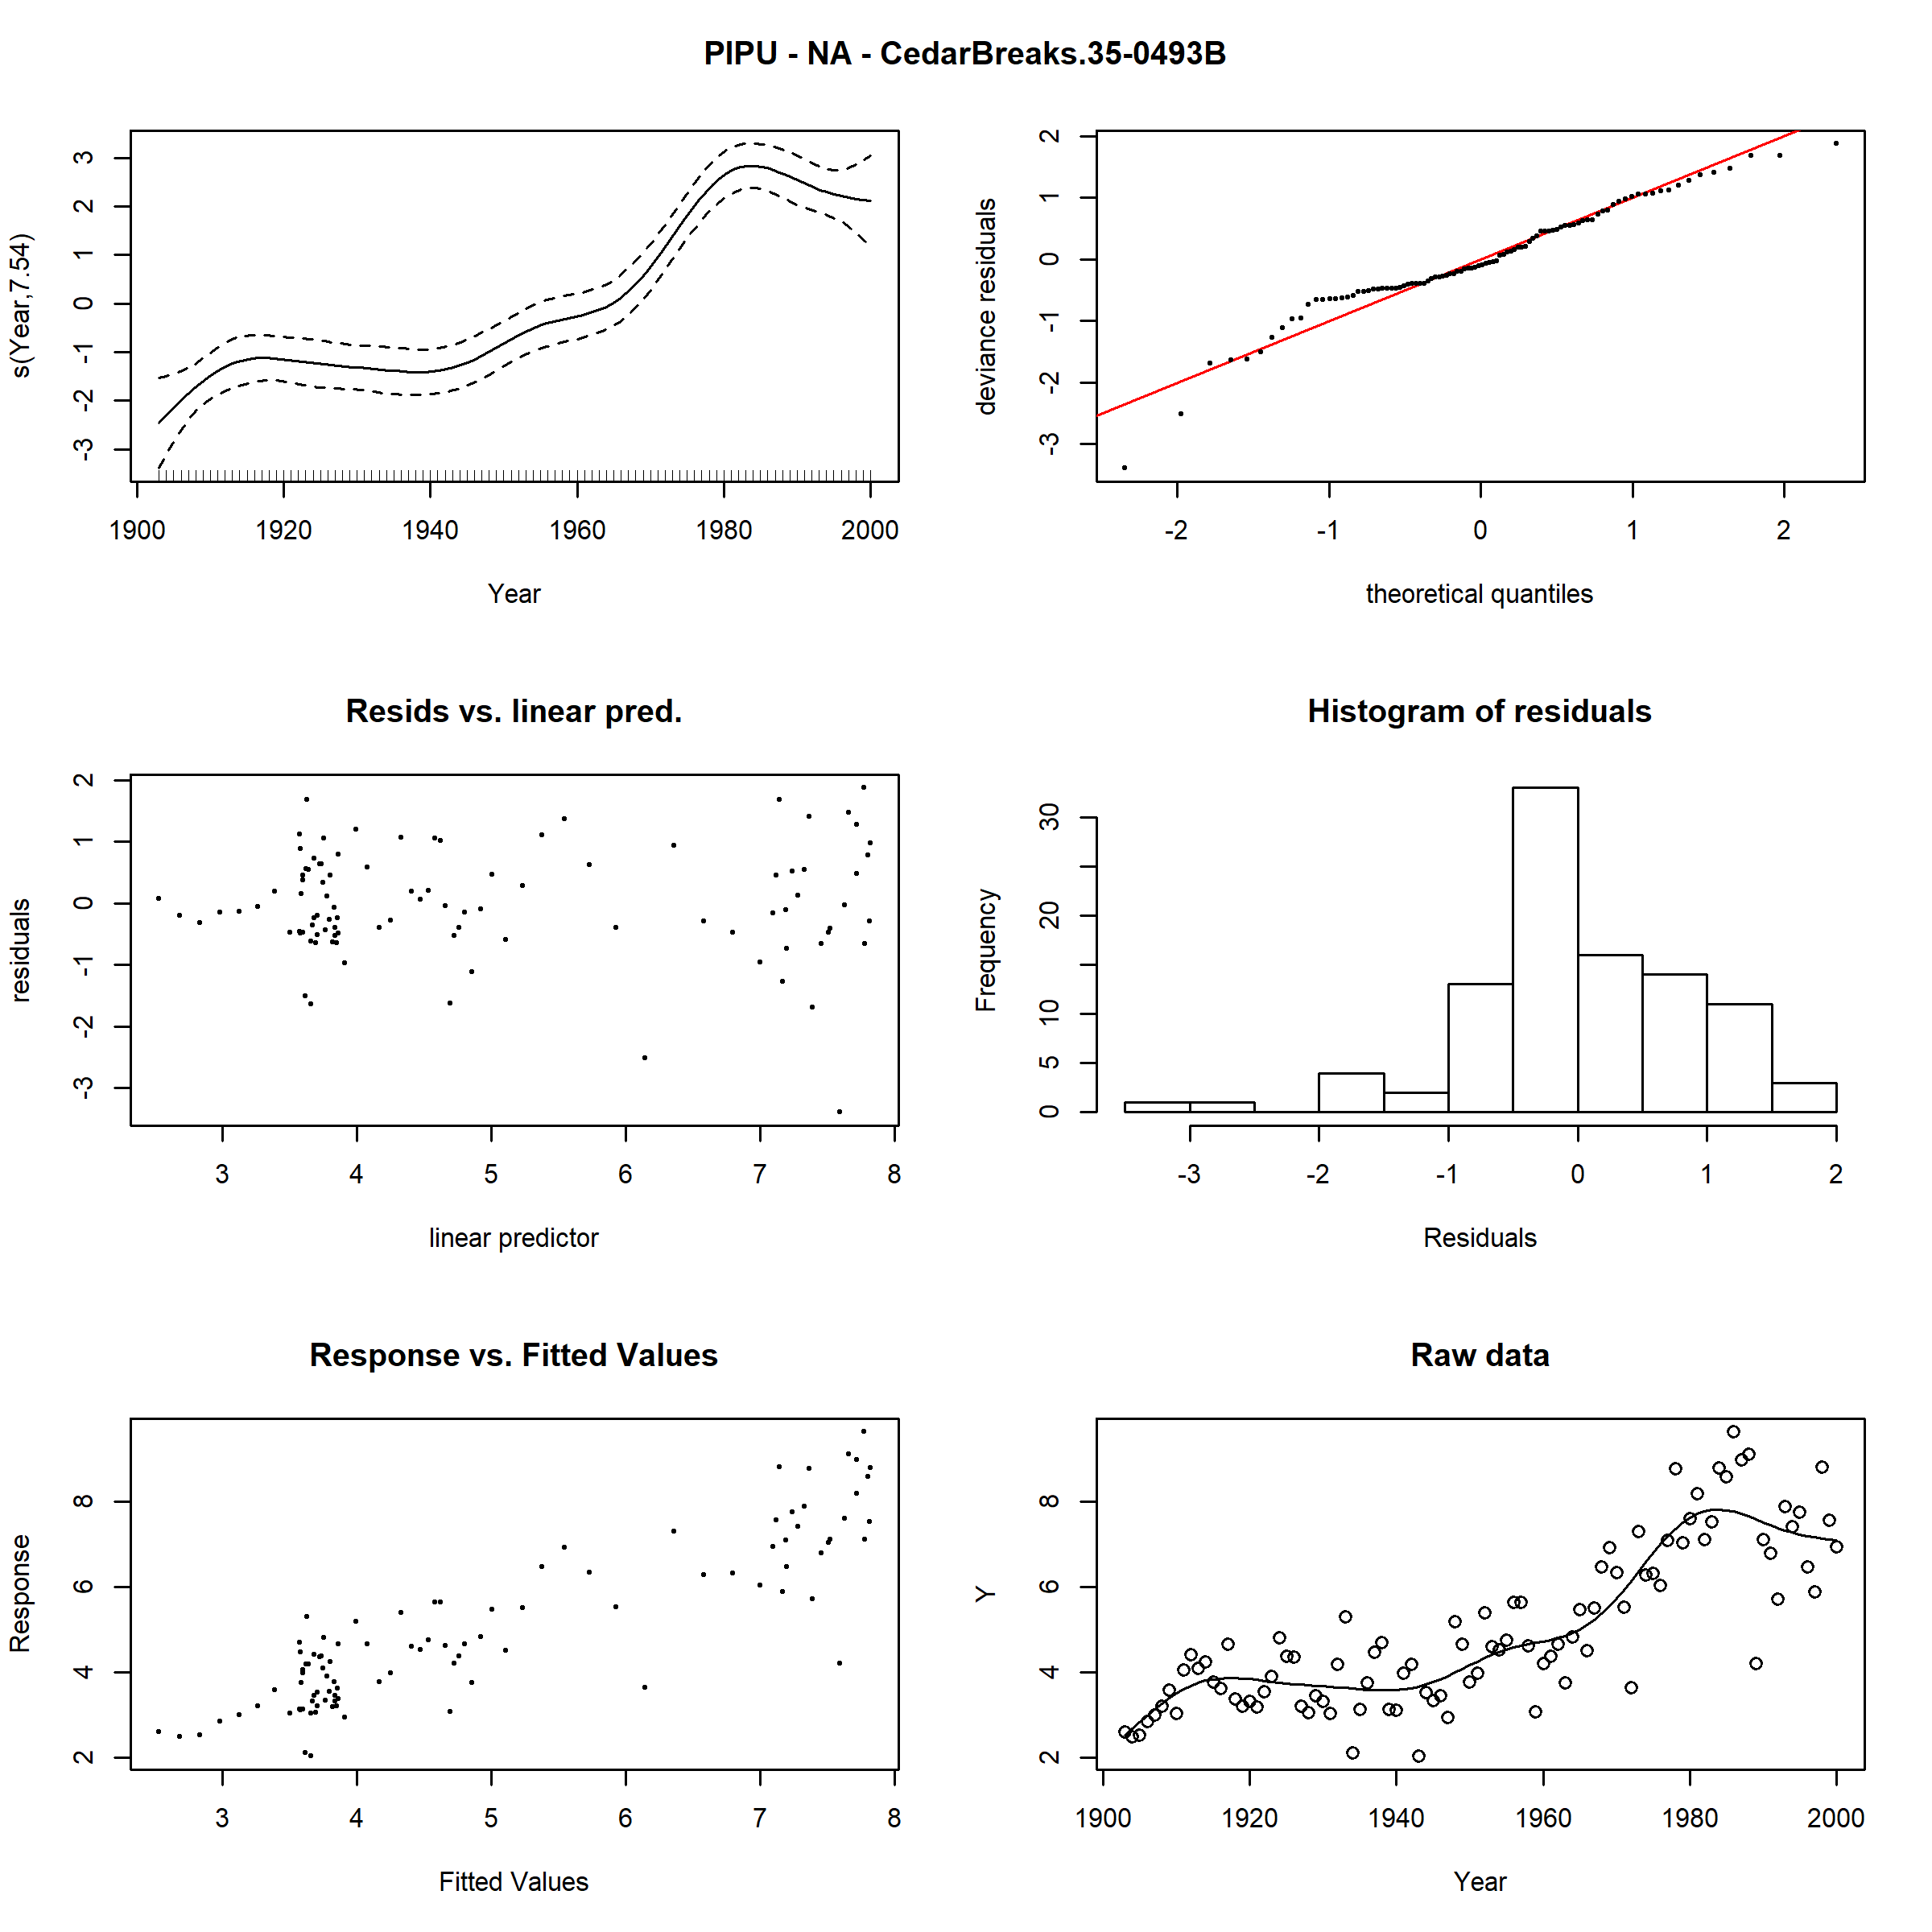 PIPU - NA - CedarBreaks.35-0493B
s(Year,7.54)
3
2
1
0
-1
-2
-3
1900 1920 1940 1960 1980 2000
Year
deviance residuals
2
1
0
-1
-2
-3
-2 -1 0 1 2
theoretical quantiles
Resids vs. linear pred.
residuals
2
1
0
-1
-2
-3
3 4 5 6 7 8
linear predictor
Histogram of residuals
Frequency
30
20
10
5
0
-3 -2 -1 0 1 2
Residuals
Response vs. Fitted Values
Response
8
6
4
2
3 4 5 6 7 8
Fitted Values
Raw data
Y
8
6
4
2
1900 1920 1940 1960 1980 2000
Year